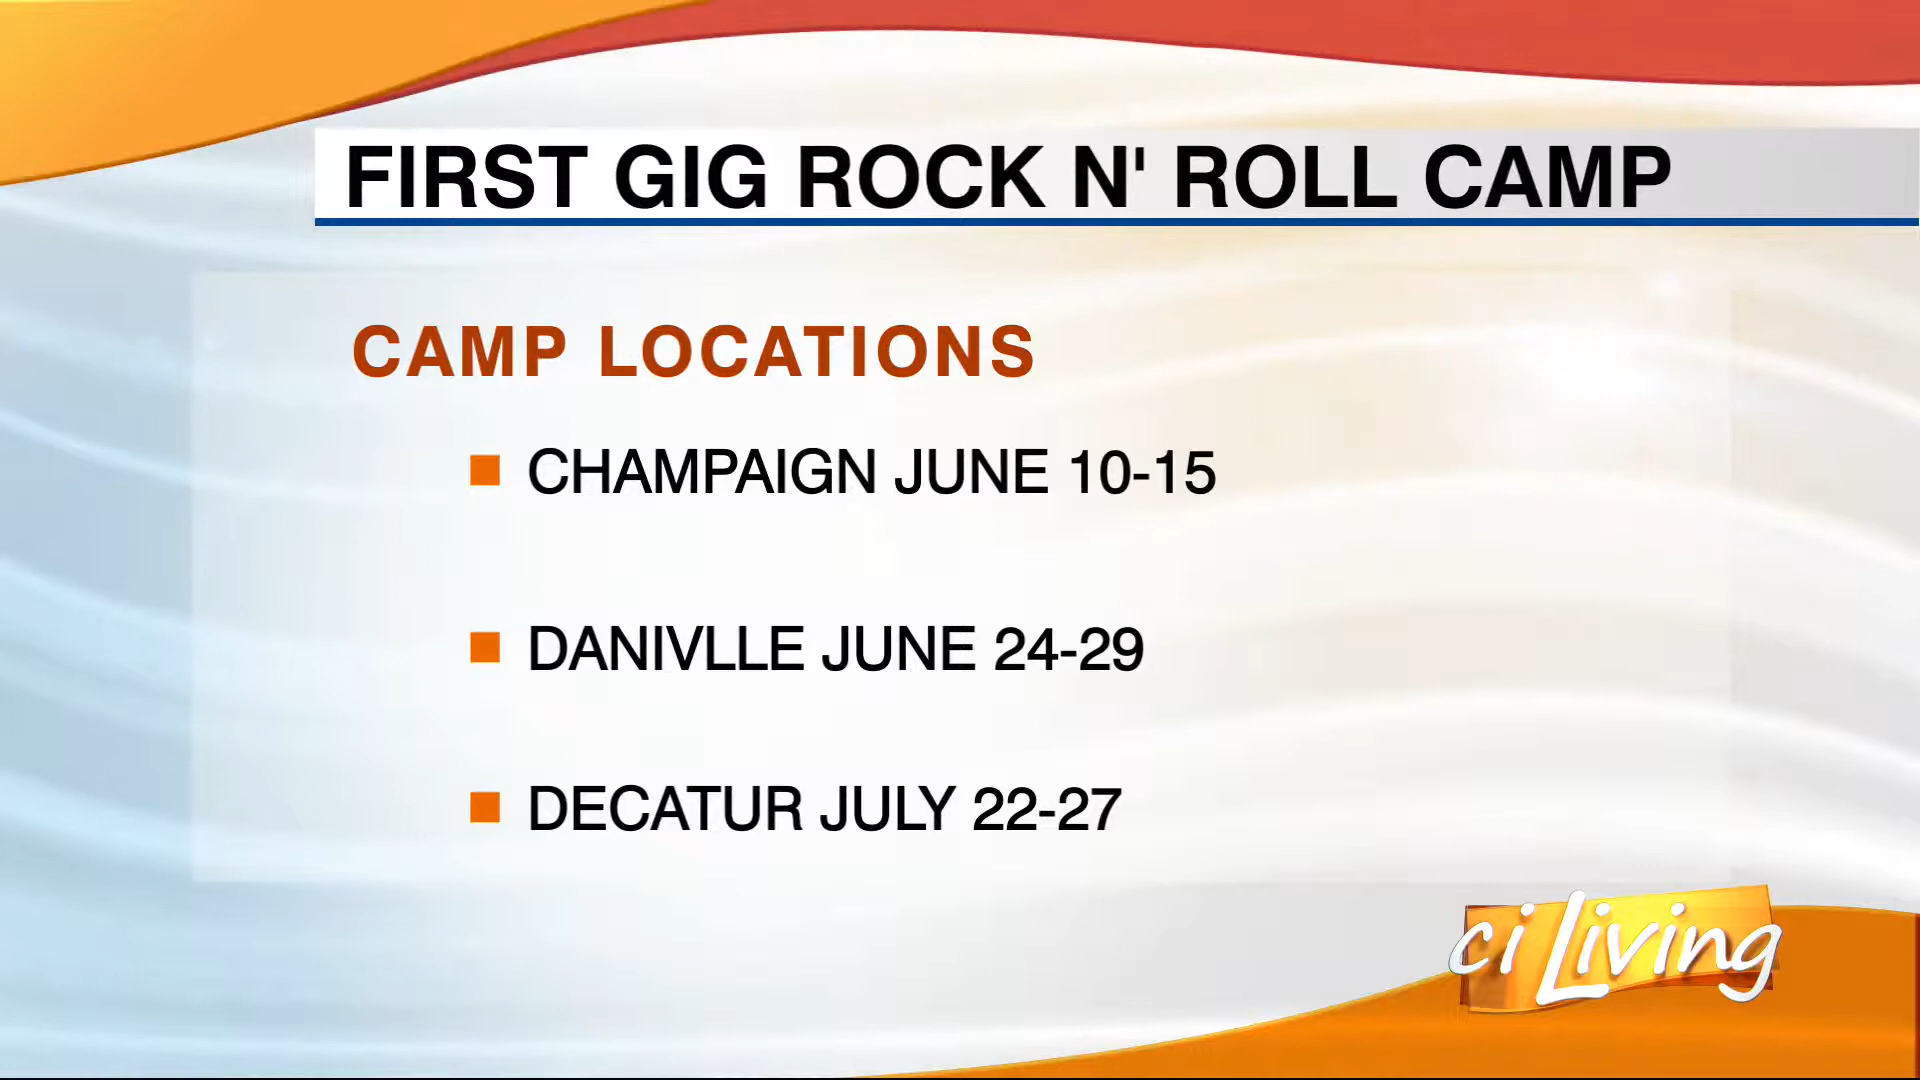 FIRST GIG ROCK N' ROLL CAMP
CAMP LOCATIONS
CHAMPAIGN JUNE 10-15
DANIVLLE JUNE 24-29
DECATUR JULY 22-27
ci Living